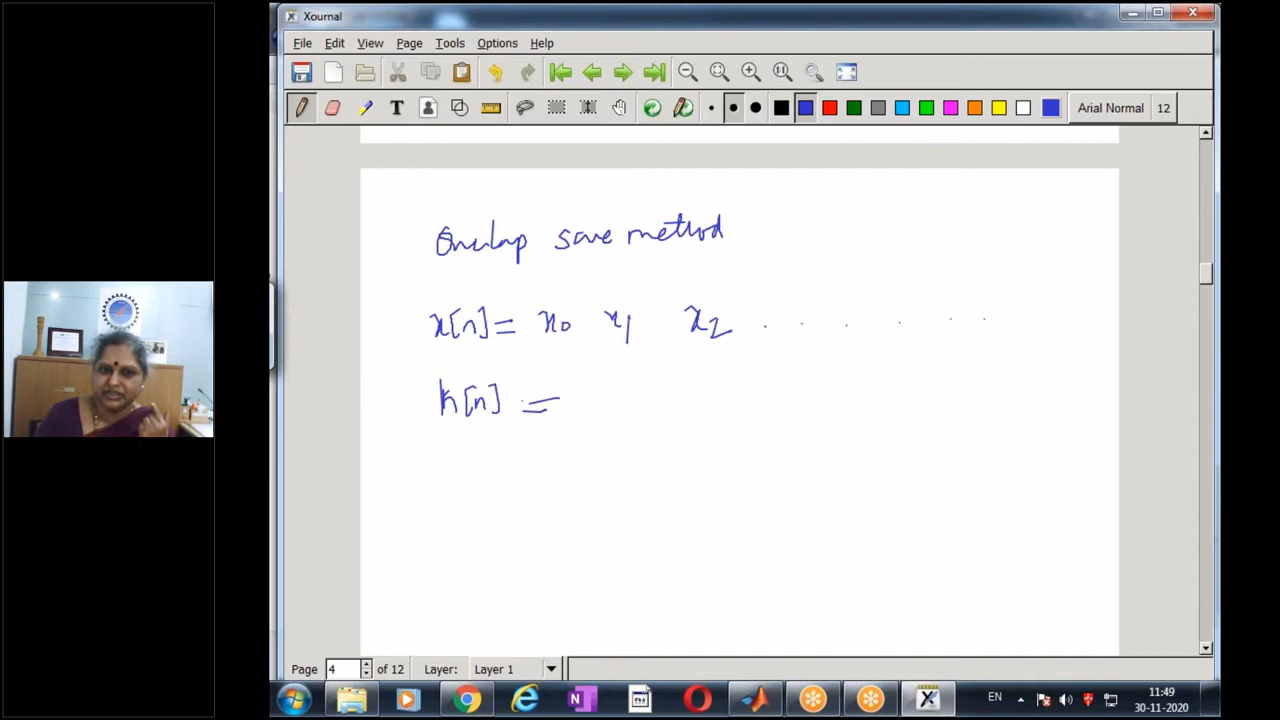 Xournal
File Edit View Page Tools Options Help
Arial Normal 12
Overlap save method
x[n] = x0 x1 x2 . . . . . .
h[n] =
Page 4 of 12 Layer: Layer 1
EN 11:49
30-11-2020